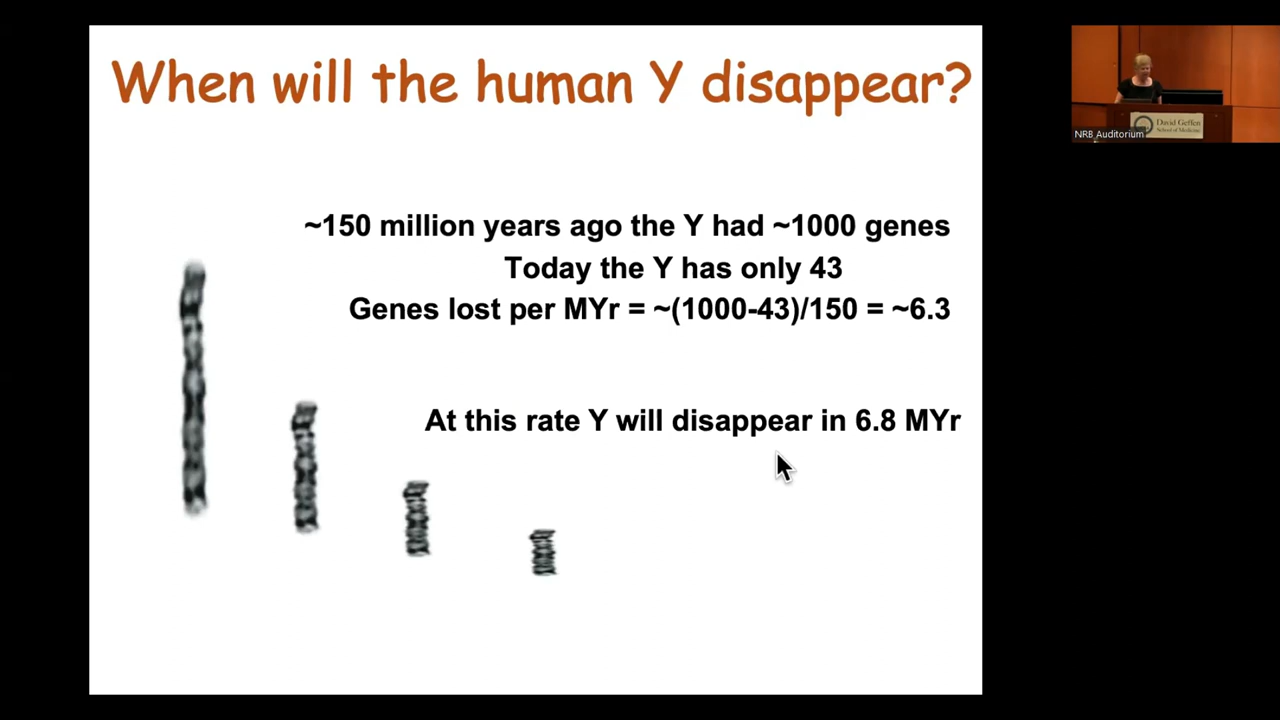 When will the human Y disappear?
~150 million years ago the Y had ~1000 genes
Today the Y has only 43
Genes lost per MYr = ~(1000-43)/150 = ~6.3
At this rate Y will disappear in 6.8 MYr
David Geffen
School of Medicine
NRB Auditorium